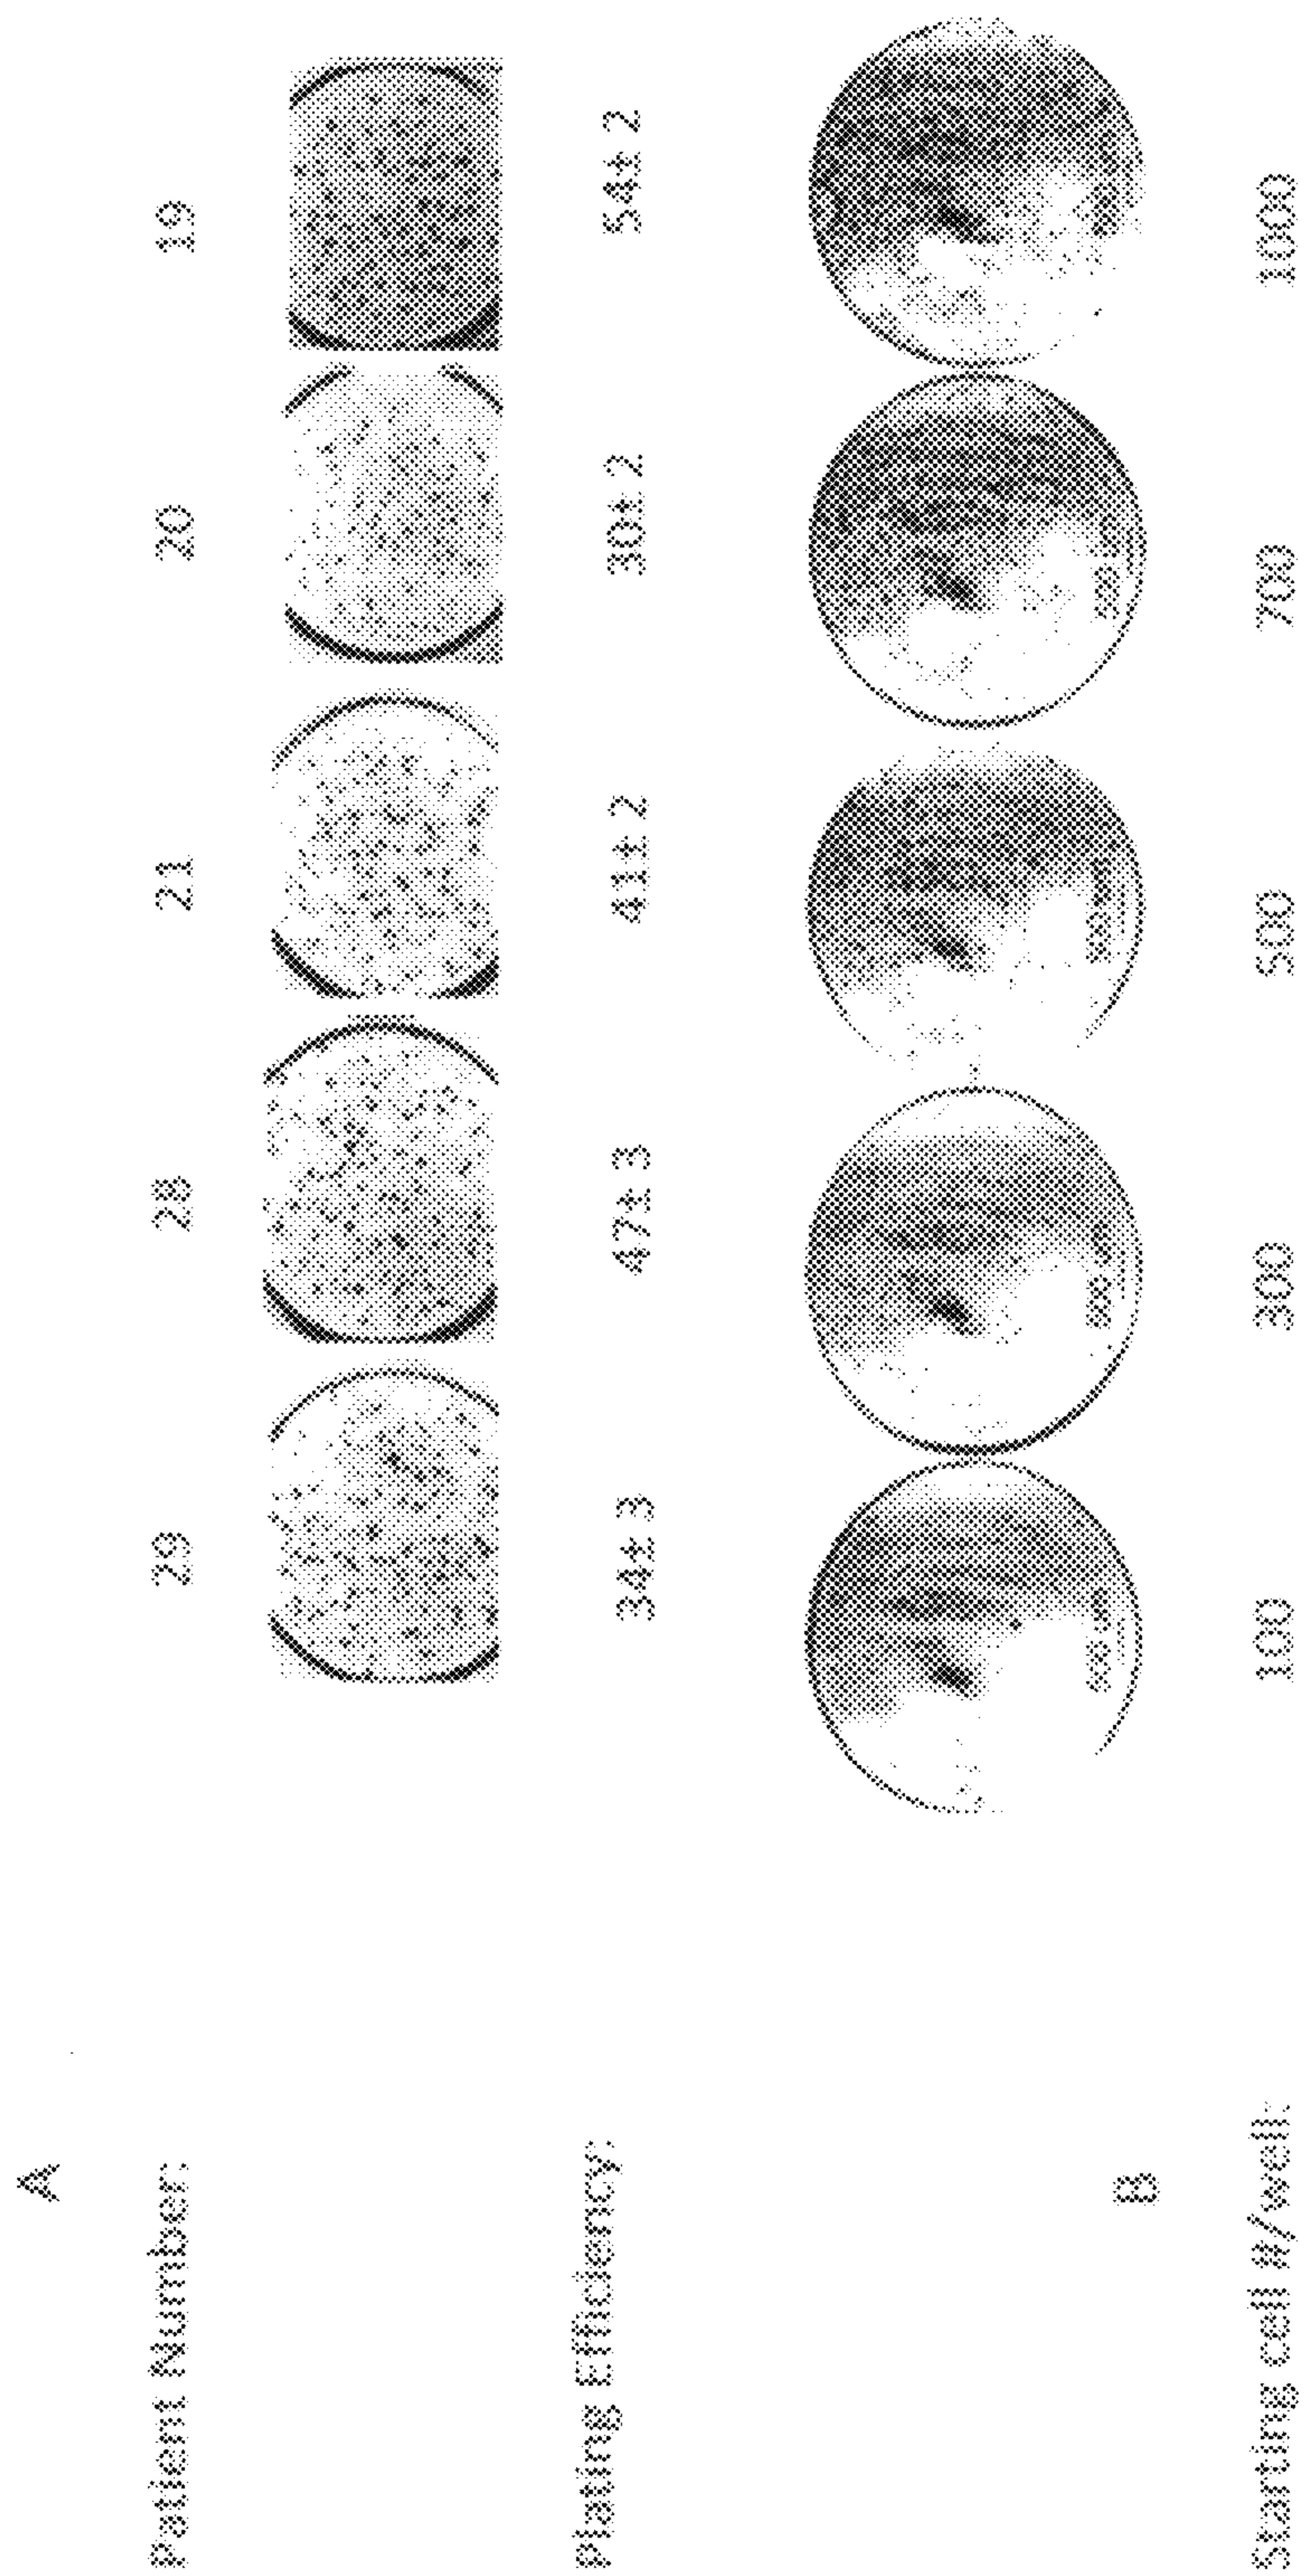 A
Patient Number: 29 28 21 20 19
Plating Efficiency: 34± 3 47± 3 41± 2 30± 2 54± 2
B
Starting cell #/well: 100 300 500 700 1000